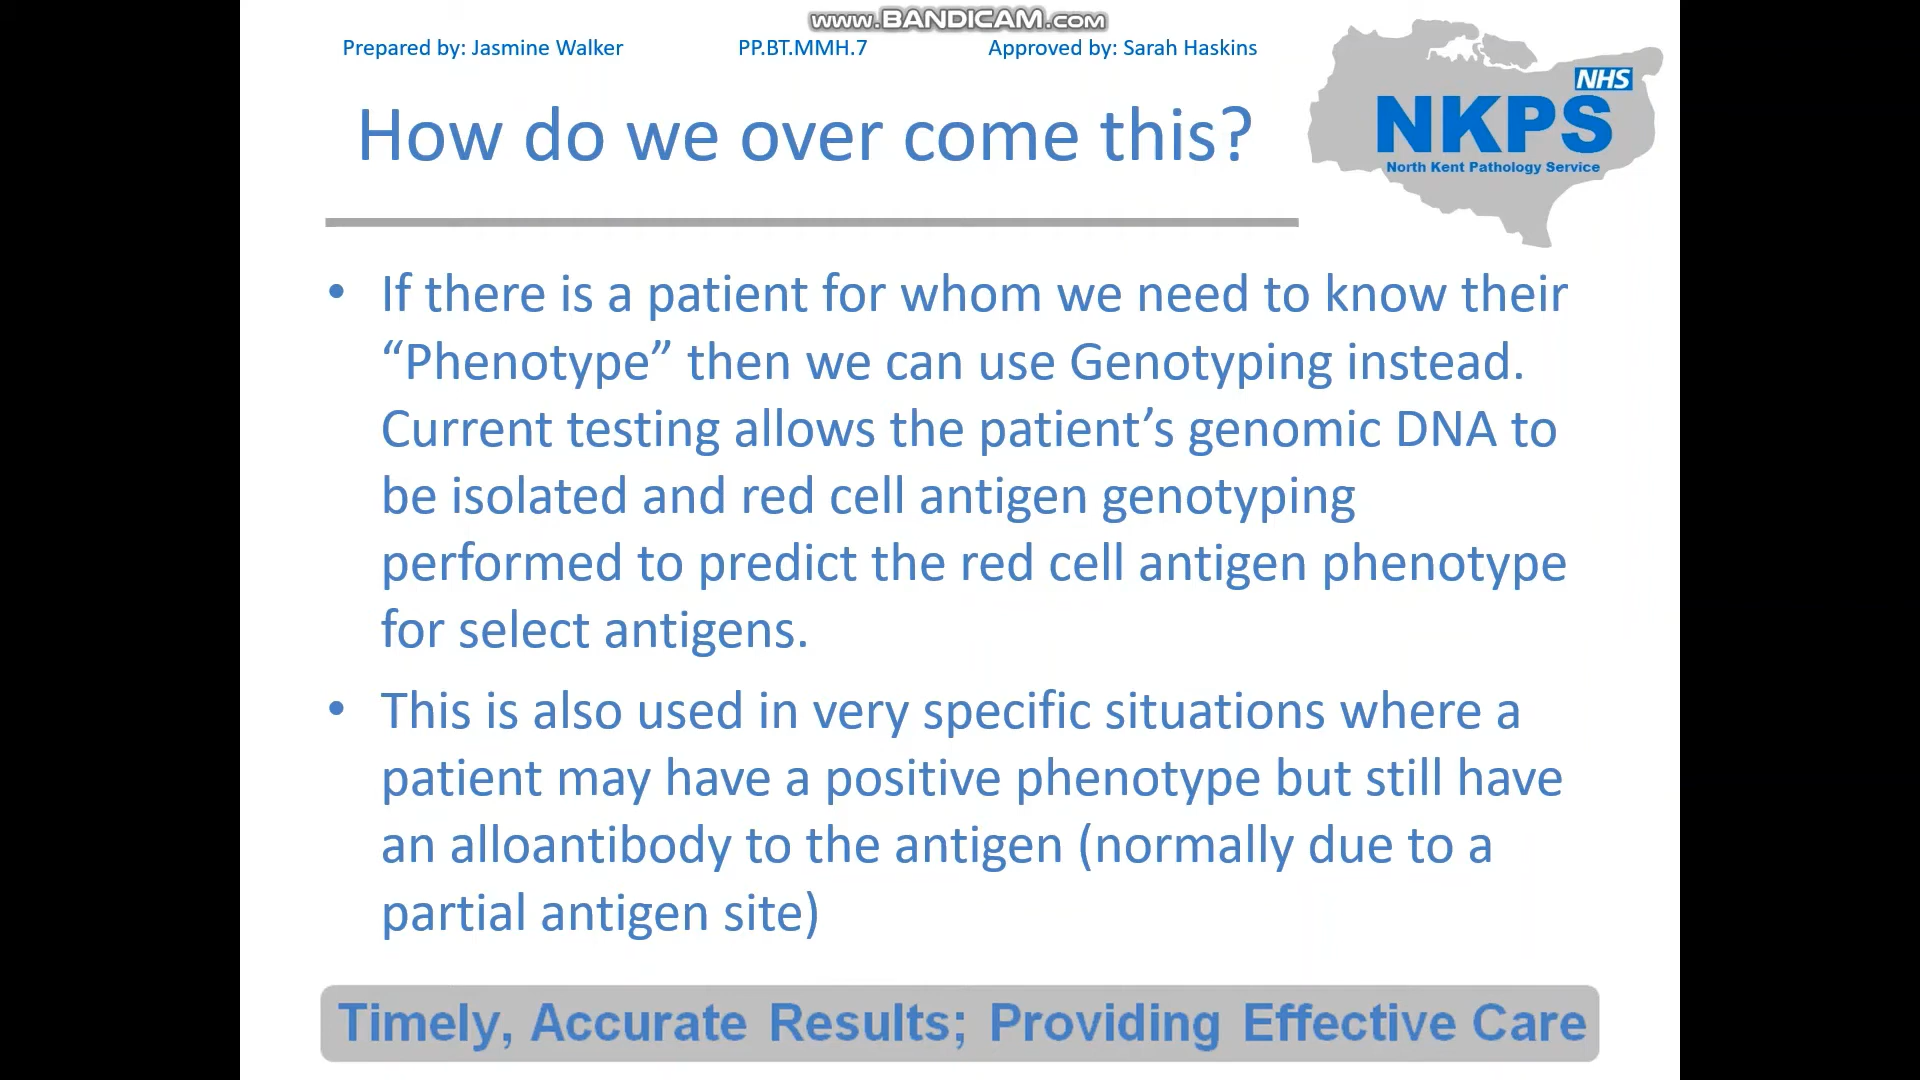 www.BANDICAM.com
Prepared by: Jasmine Walker PP.BT.MMH.7 Approved by: Sarah Haskins
NHS
How do we over come this?
NKPS
North Kent Pathology Service
• If there is a patient for whom we need to know their
“Phenotype” then we can use Genotyping instead.
Current testing allows the patient’s genomic DNA to
be isolated and red cell antigen genotyping
performed to predict the red cell antigen phenotype
for select antigens.
• This is also used in very specific situations where a
patient may have a positive phenotype but still have
an alloantibody to the antigen (normally due to a
partial antigen site)
Timely, Accurate Results; Providing Effective Care